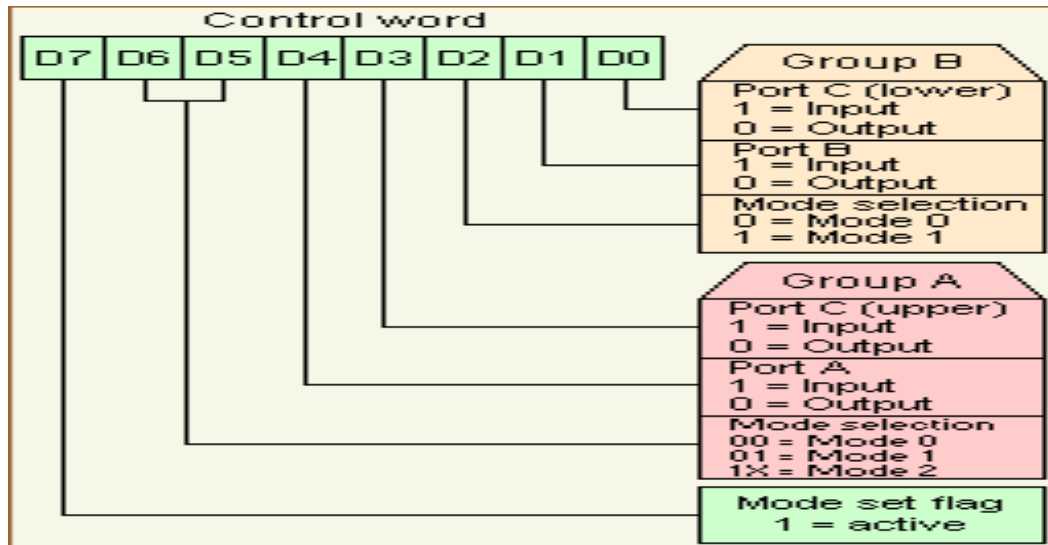 Control word
D7 D6 D5 D4 D3 D2 D1 D0
Group B
Port C (lower)
1 = Input
0 = Output
Port B
1 = Input
0 = Output
Mode selection
0 = Mode 0
1 = Mode 1
Group A
Port C (upper)
1 = Input
0 = Output
Port A
1 = Input
0 = Output
Mode selection
00 = Mode 0
01 = Mode 1
1X = Mode 2
Mode set flag
1 = active